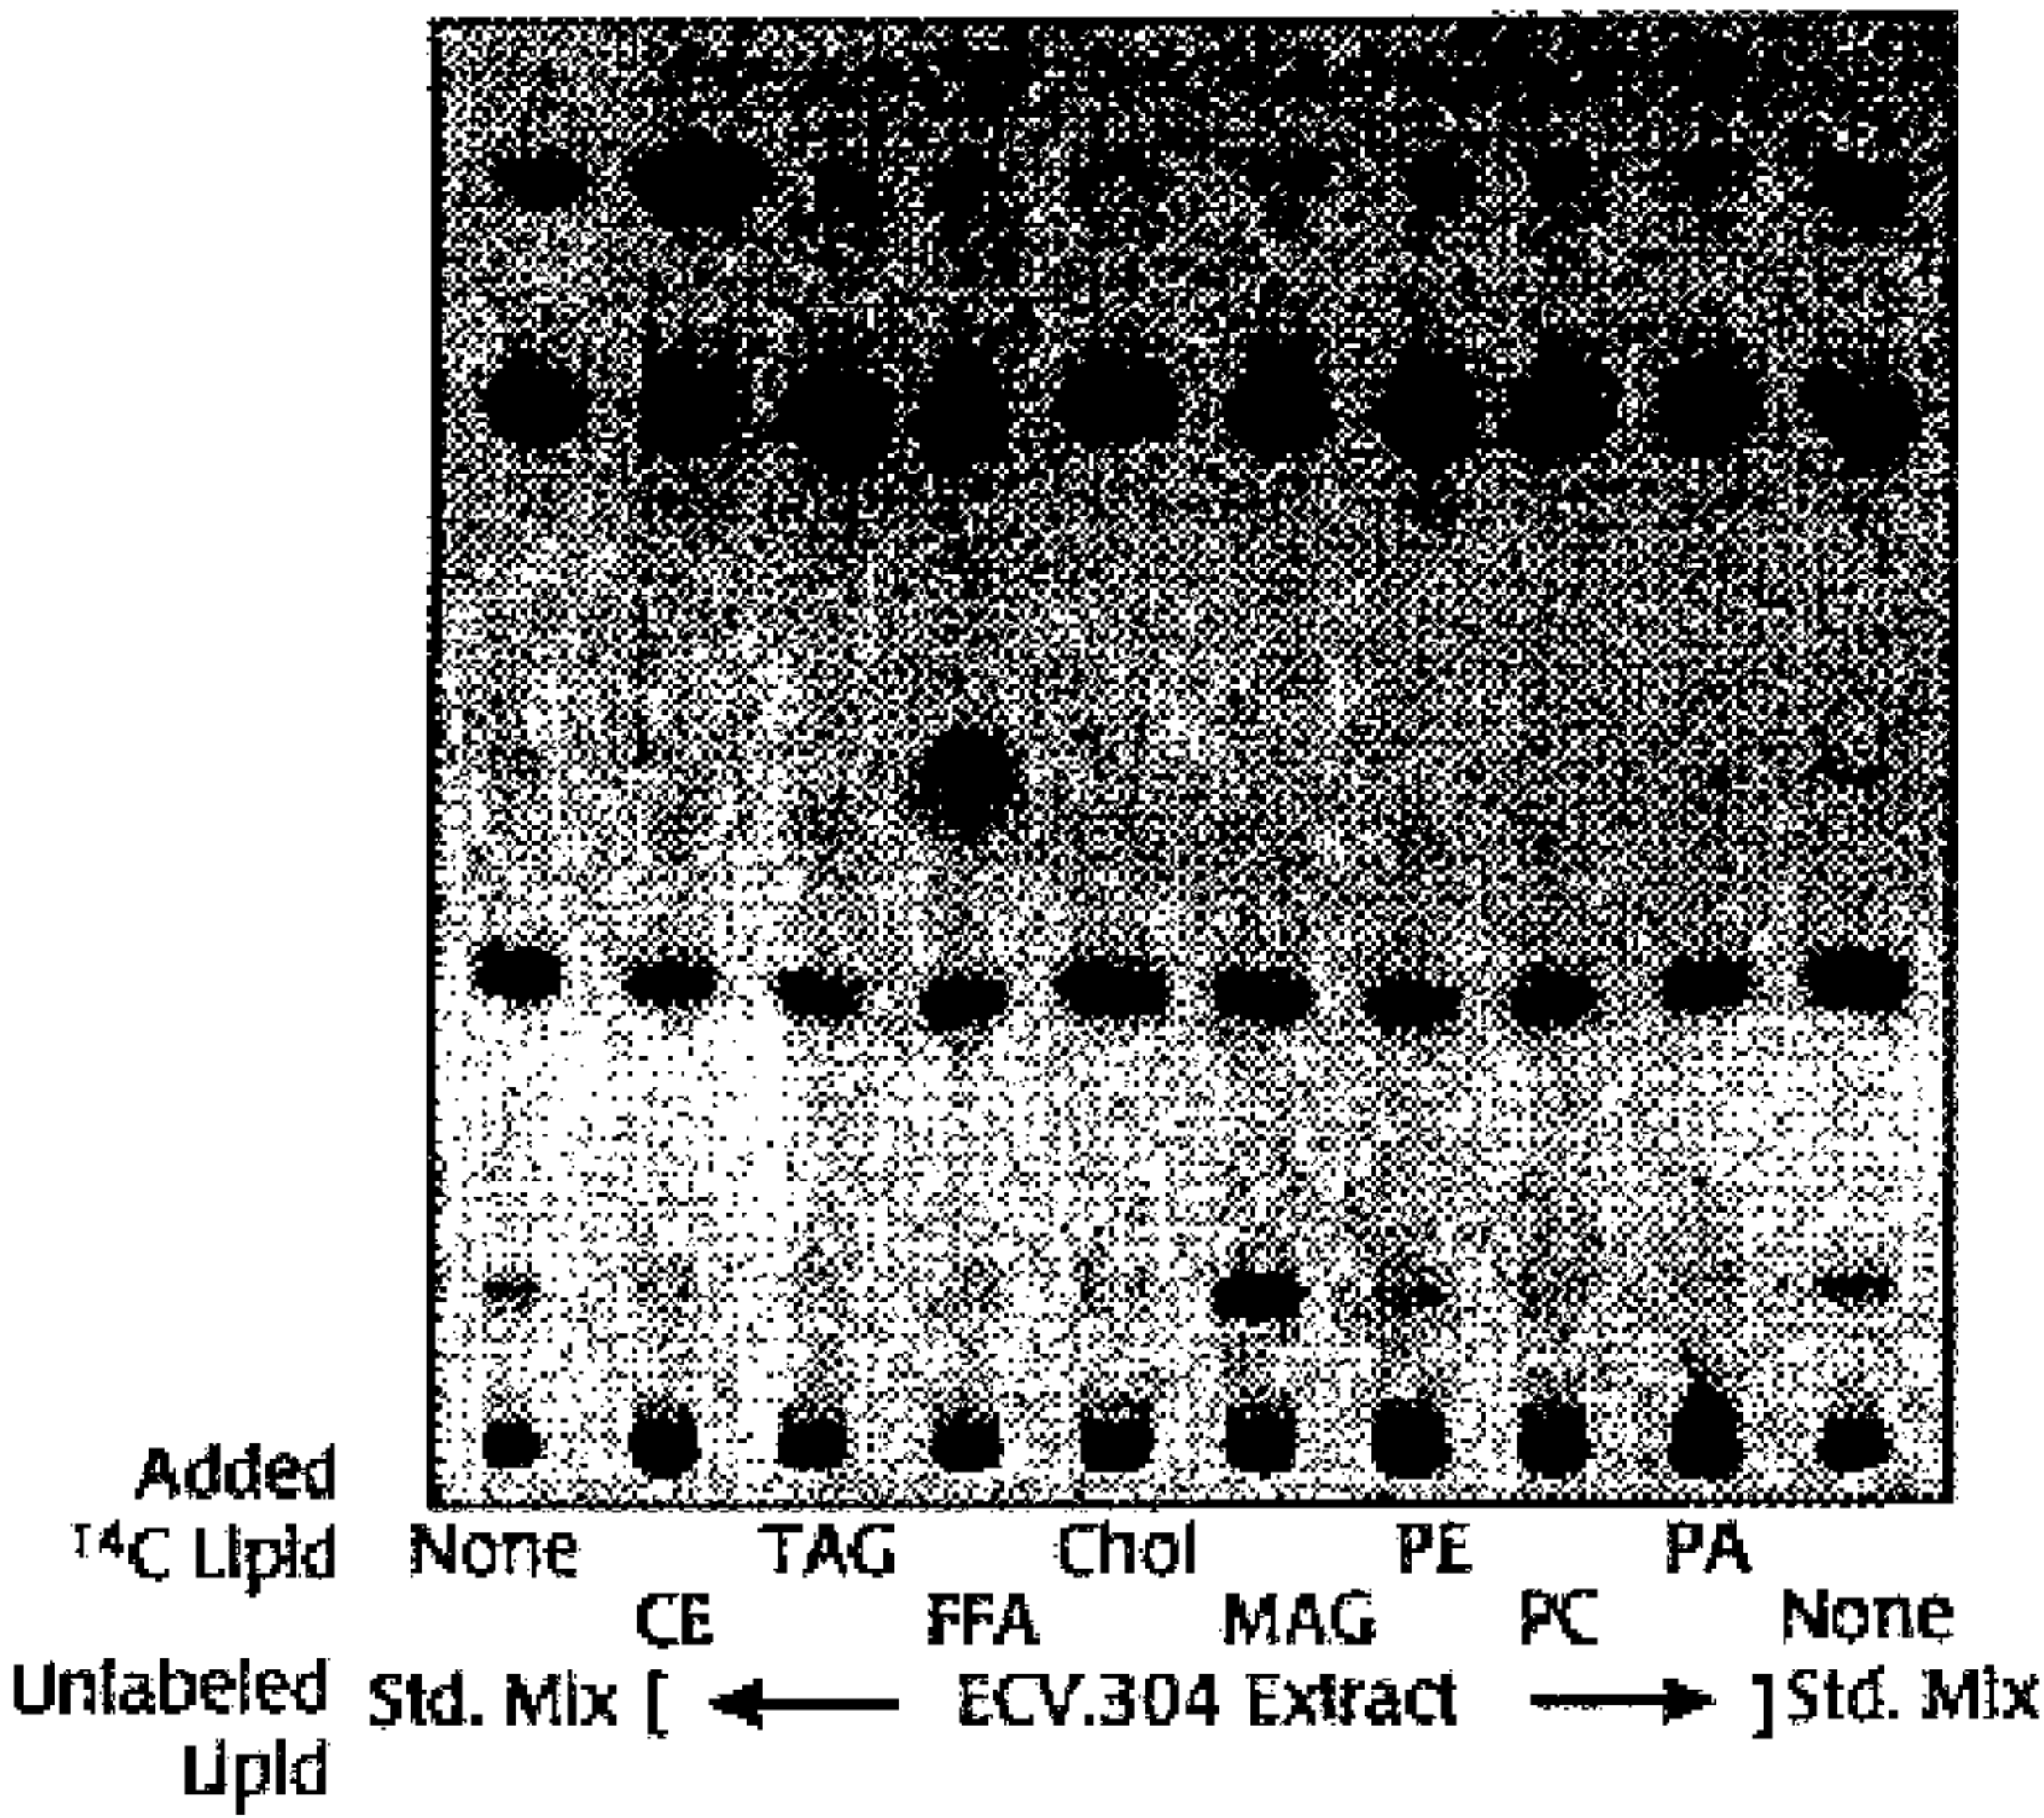 Added
14C Lipid None TAG Chol PE PA
CE FFA MAG PC None
Unlabeled Std. Mix [ ← ECV.304 Extract → ] Std. Mix
Lipid